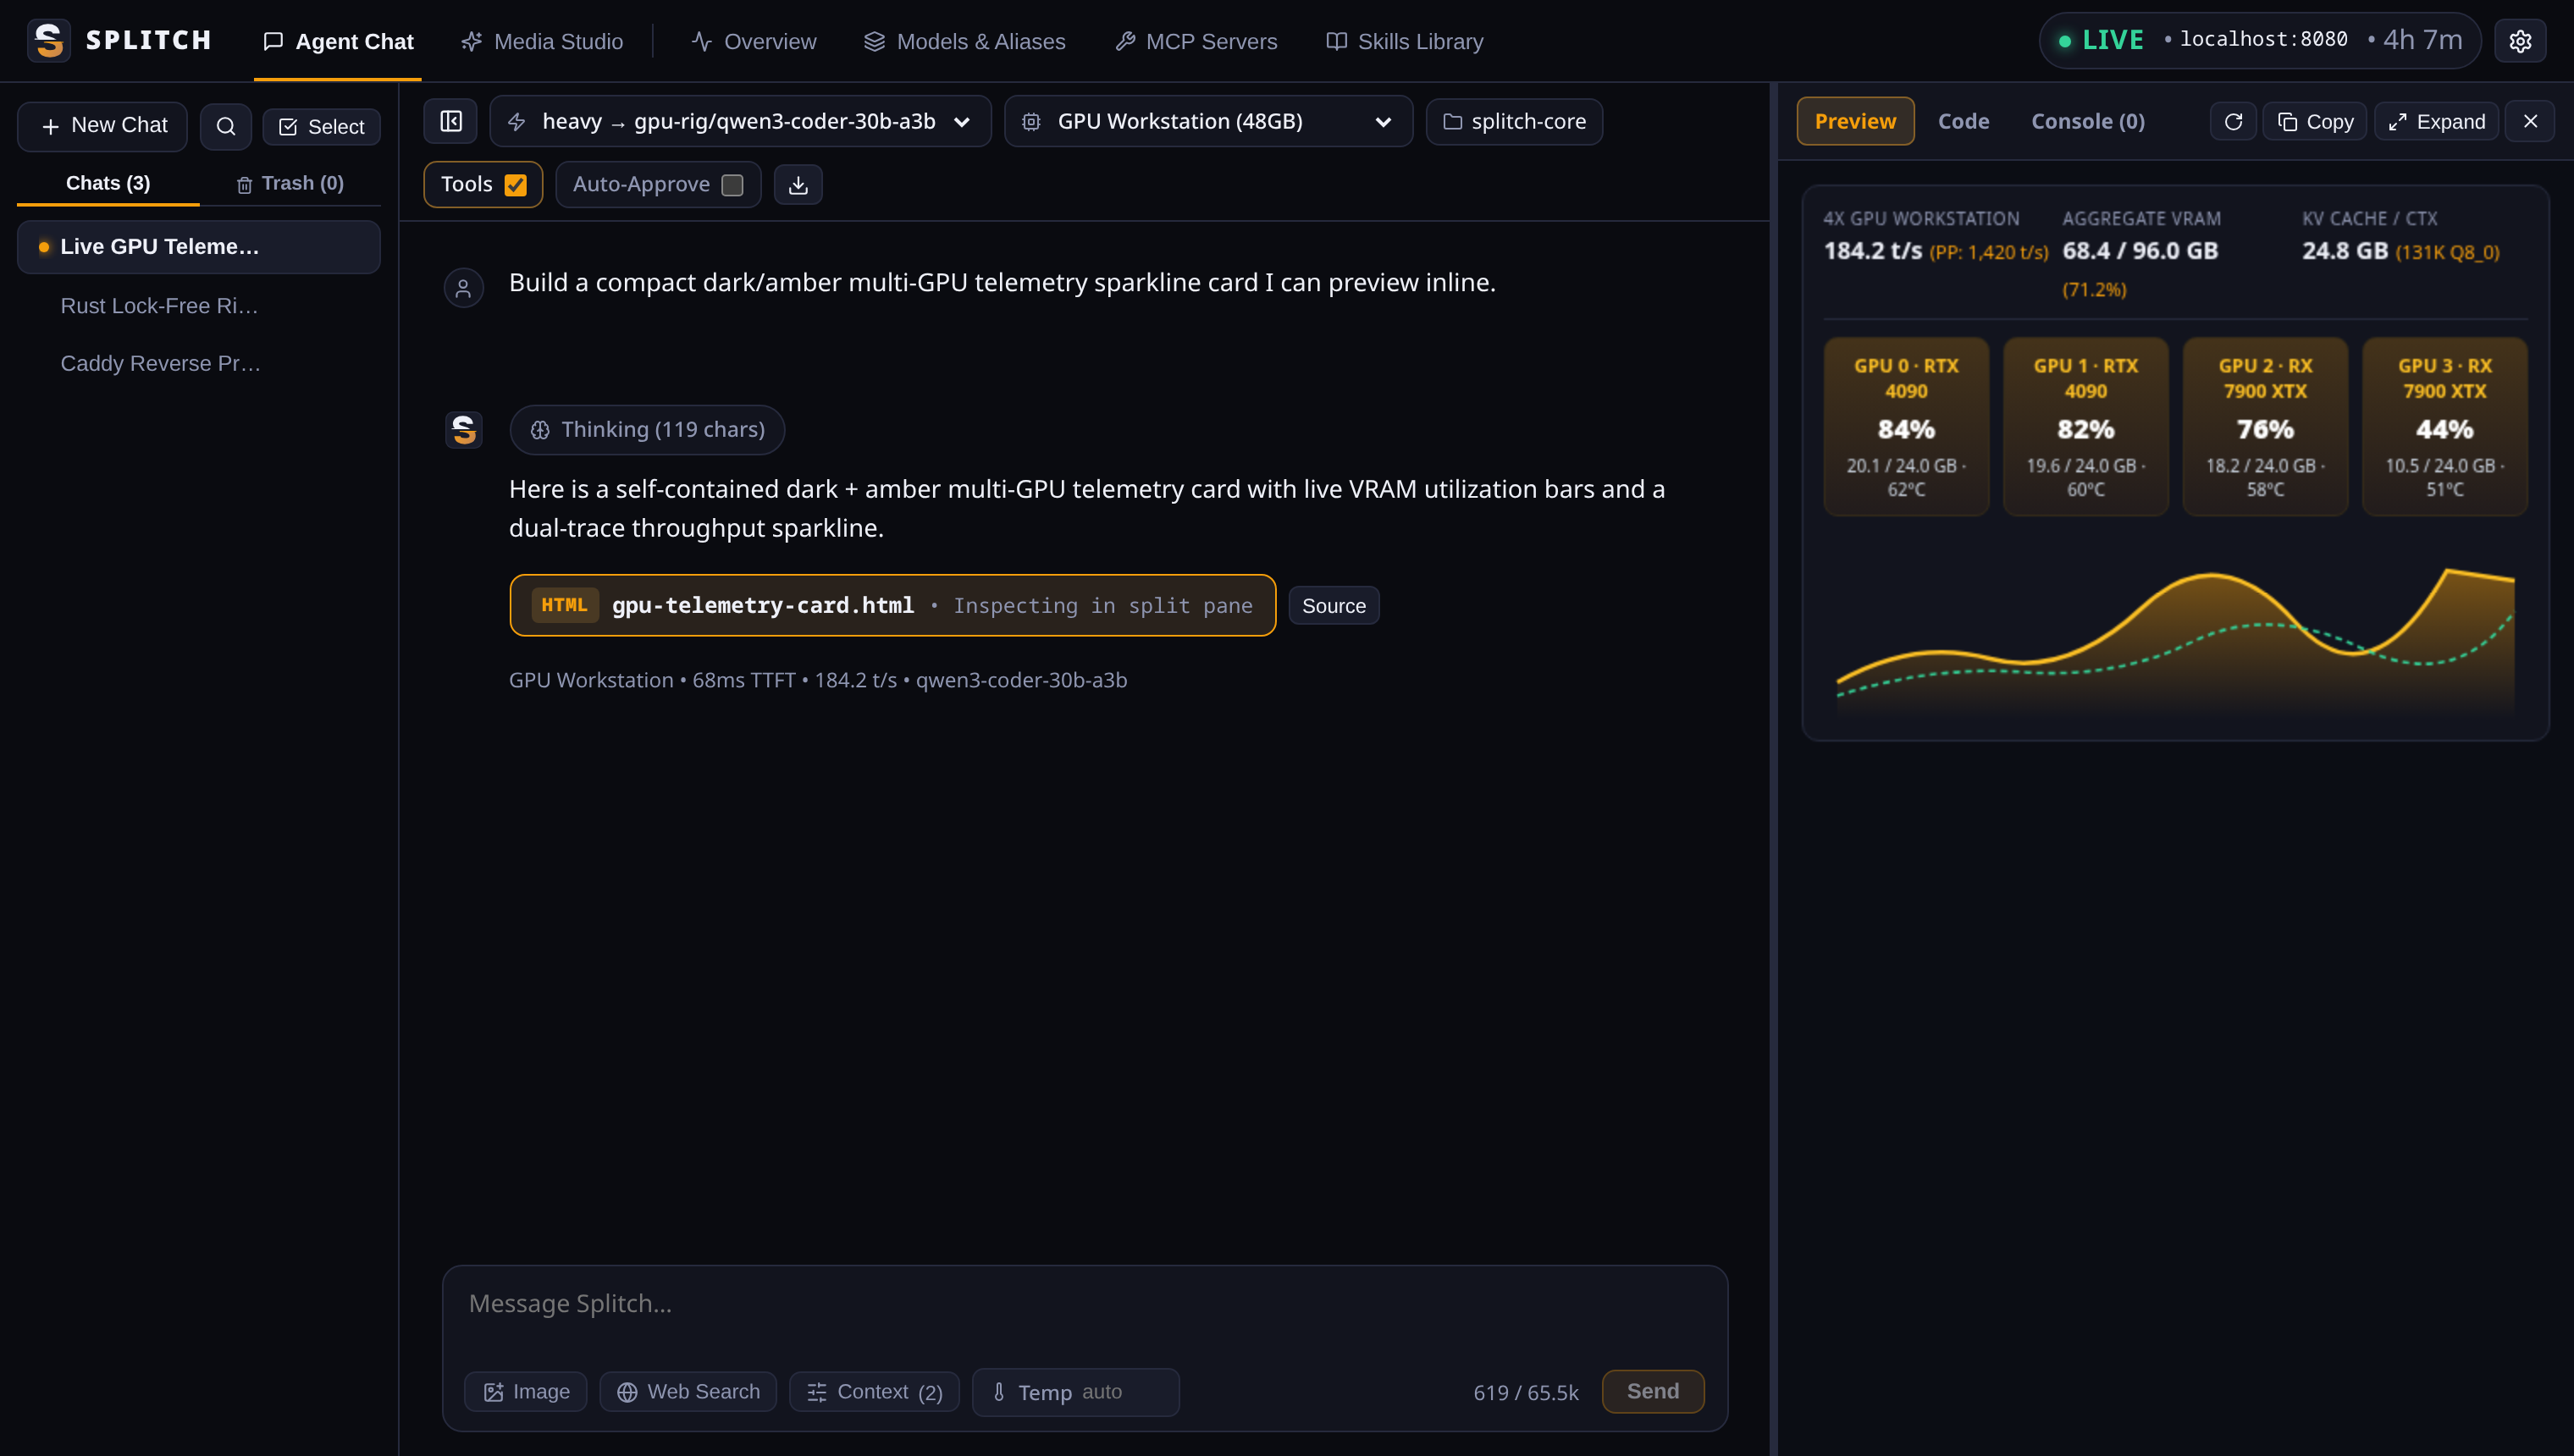 SPLITCH
Agent Chat
Media Studio
Overview
Models & Aliases
MCP Servers
Skills Library
LIVE • localhost:8080 • 4h 7m
New Chat
Select
Chats (3)
Trash (0)
Live GPU Teleme…
Rust Lock-Free Ri…
Caddy Reverse Pr…
heavy → gpu-rig/qwen3-coder-30b-a3b
GPU Workstation (48GB)
splitch-core
Tools
Auto-Approve
Build a compact dark/amber multi-GPU telemetry sparkline card I can preview inline.
Thinking (119 chars)
Here is a self-contained dark + amber multi-GPU telemetry card with live VRAM utilization bars and a
dual-trace throughput sparkline.
HTML gpu-telemetry-card.html • Inspecting in split pane
Source
GPU Workstation • 68ms TTFT • 184.2 t/s • qwen3-coder-30b-a3b
Message Splitch...
Image
Web Search
Context (2)
Temp auto
619 / 65.5k
Send
Preview
Code
Console (0)
Copy
Expand
4X GPU WORKSTATION
184.2 t/s (PP: 1,420 t/s)
AGGREGATE VRAM
68.4 / 96.0 GB
(71.2%)
KV CACHE / CTX
24.8 GB (131K Q8_0)
GPU 0 · RTX
4090
84%
20.1 / 24.0 GB ·
62°C
GPU 1 · RTX
4090
82%
19.6 / 24.0 GB ·
60°C
GPU 2 · RX
7900 XTX
76%
18.2 / 24.0 GB ·
58°C
GPU 3 · RX
7900 XTX
44%
10.5 / 24.0 GB ·
51°C